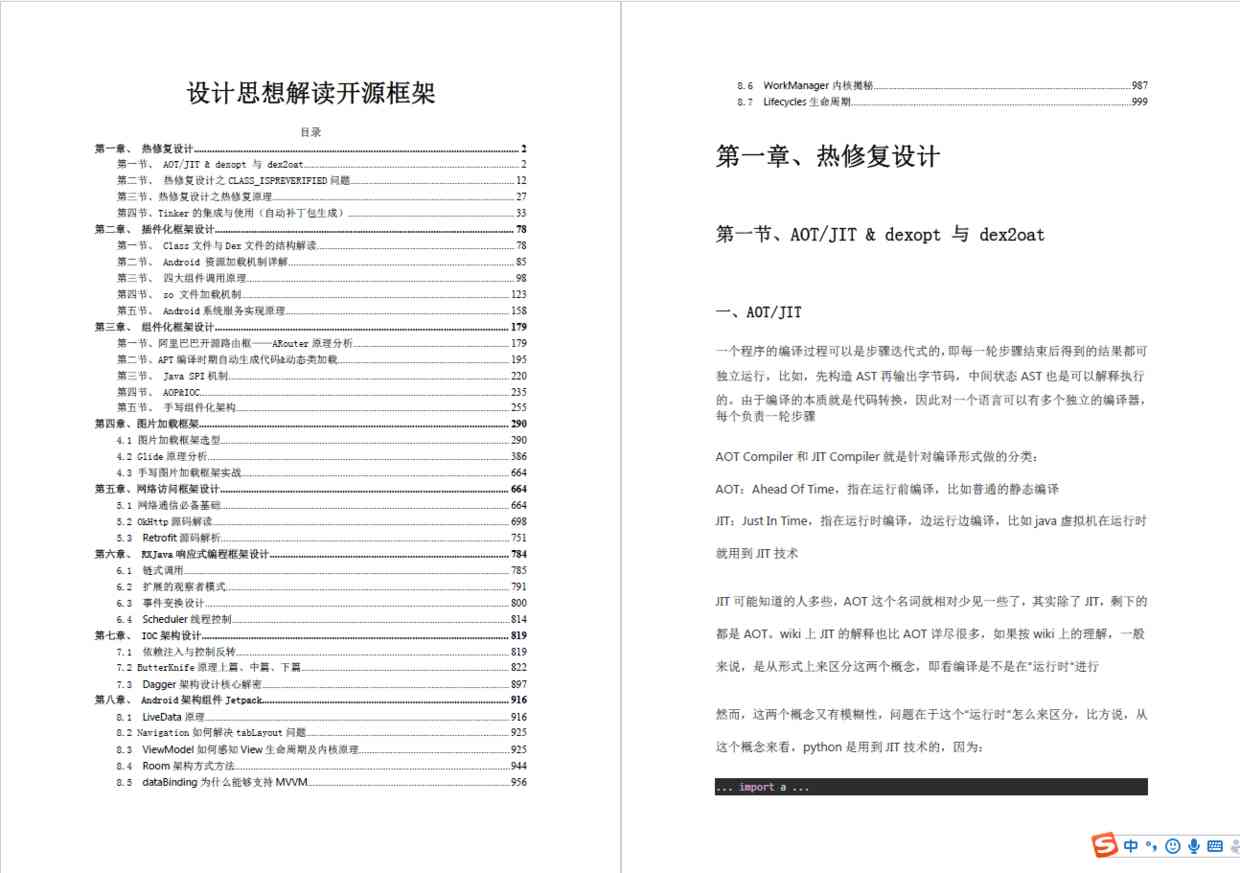 设计思想解读开源框架
目录
第一章、 热修复设计 2
第一节、 AOT/JIT & dexopt 与 dex2oat 2
第二节、 热修复设计之 CLASS_ISPREVERIFIED 问题 12
第三节、热修复设计之热修复原理 27
第四节、Tinker 的集成与使用（自动补丁包生成） 33
第二章、 插件化框架设计 78
第一节、 Class 文件与 Dex 文件的结构解读 78
第二节、 Android 资源加载机制详解 85
第三节、 四大组件调用原理 98
第四节、 so 文件加载机制 123
第五节、 Android 系统服务实现原理 158
第三章、 组件化框架设计 179
第一节、阿里巴巴开源路由框——ARouter 原理分析 179
第二节、APT 编译时期自动生成代码&动态类加载 195
第三节、 Java SPI 机制 220
第四节、 AOP&IOC 235
第五节、 手写组件化架构 255
第四章、图片加载框架 290
4.1 图片加载框架选型 290
4.2 Glide 原理分析 386
4.3 手写图片加载框架实战 664
第五章、网络访问框架设计 664
5.1 网络通信必备基础 664
5.2 OkHttp 源码解读 698
5.3 Retrofit 源码解析 751
第六章、 RXJava 响应式编程框架设计 784
6.1 链式调用 785
6.2 扩展的观察者模式 791
6.3 事件变换设计 800
6.4 Scheduler 线程控制 814
第七章、 IOC 架构设计 819
7.1 依赖注入与控制反转 819
7.2 ButterKnife 原理上篇、中篇、下篇 822
7.3 Dagger 架构设计核心解密 897
第八章、 Android 架构组件 Jetpack 916
8.1 LiveData 原理 916
8.2 Navigation 如何解决 tabLayout 问题 925
8.3 ViewModel 如何感知 View 生命周期及内核原理 925
8.4 Room 架构方式方法 944
8.5 dataBinding 为什么能够支持 MVVM 956
8.6 WorkManager 内核揭秘 987
8.7 Lifecycles 生命周期 999
第一章、热修复设计
第一节、AOT/JIT & dexopt 与 dex2oat
一、AOT/JIT
一个程序的编译过程可以是步骤迭代式的，即每一轮步骤结束后得到的结果都可
独立运行，比如，先构造 AST 再输出字节码，中间状态 AST 也是可以解释执行
的。由于编译的本质就是代码转换，因此对一个语言可以有多个独立的编译器，
每个负责一轮步骤
AOT Compiler 和 JIT Compiler 就是针对编译形式做的分类：
AOT：Ahead Of Time，指在运行前编译，比如普通的静态编译
JIT：Just In Time，指在运行时编译，边运行边编译，比如 java 虚拟机在运行时
就用到 JIT 技术
JIT 可能知道的人多些，AOT 这个名词就相对少见一些了，其实除了 JIT，剩下的
都是 AOT。wiki 上 JIT 的解释也比 AOT 详尽很多，如果按 wiki 上的理解，一般
来说，是从形式上来区分这两个概念，即看编译是不是在"运行时"进行
然而，这两个概念又有模糊性，问题在于这个"运行时"怎么来区分，比方说，从
这个概念来看，python 是用到 JIT 技术的，因为：
... import a ...
S 中